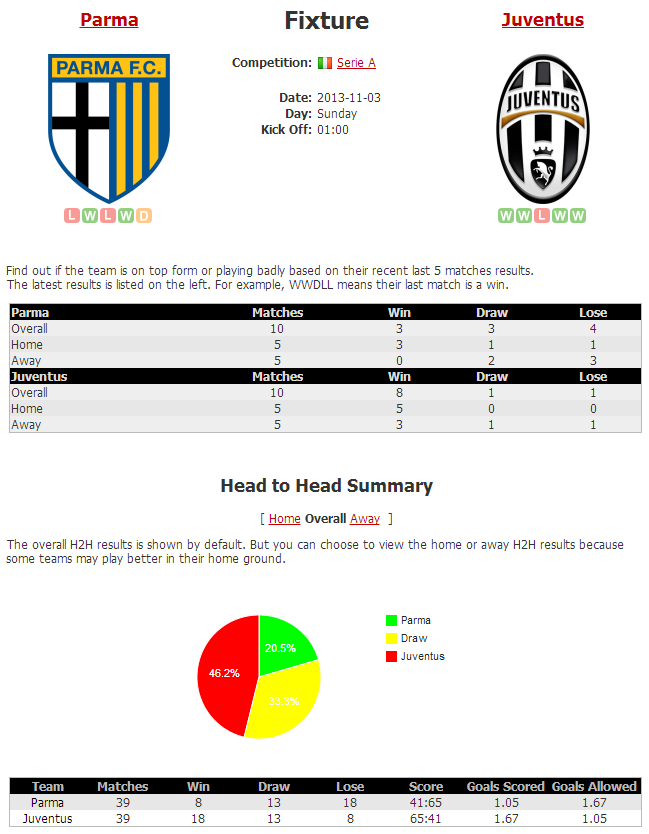 Parma
Fixture
Juventus
PARMA F.C.
Competition: Serie A
JUVENTUS
Date: 2013-11-03
Day: Sunday
Kick Off: 01:00
L W L W D
W W L W W
Find out if the team is on top form or playing badly based on their recent last 5 matches results.
The latest results is listed on the left. For example, WWDLL means their last match is a win.
Parma Matches Win Draw Lose
Overall 10 3 3 4
Home 5 3 1 1
Away 5 0 2 3
Juventus Matches Win Draw Lose
Overall 10 8 1 1
Home 5 5 0 0
Away 5 3 1 1
Head to Head Summary
[ Home Overall Away ]
The overall H2H results is shown by default. But you can choose to view the home or away H2H results because
some teams may play better in their home ground.
Parma
Draw
Juventus
20.5%
46.2%
33.3%
Team Matches Win Draw Lose Score Goals Scored Goals Allowed
Parma 39 8 13 18 41:65 1.05 1.67
Juventus 39 18 13 8 65:41 1.67 1.05